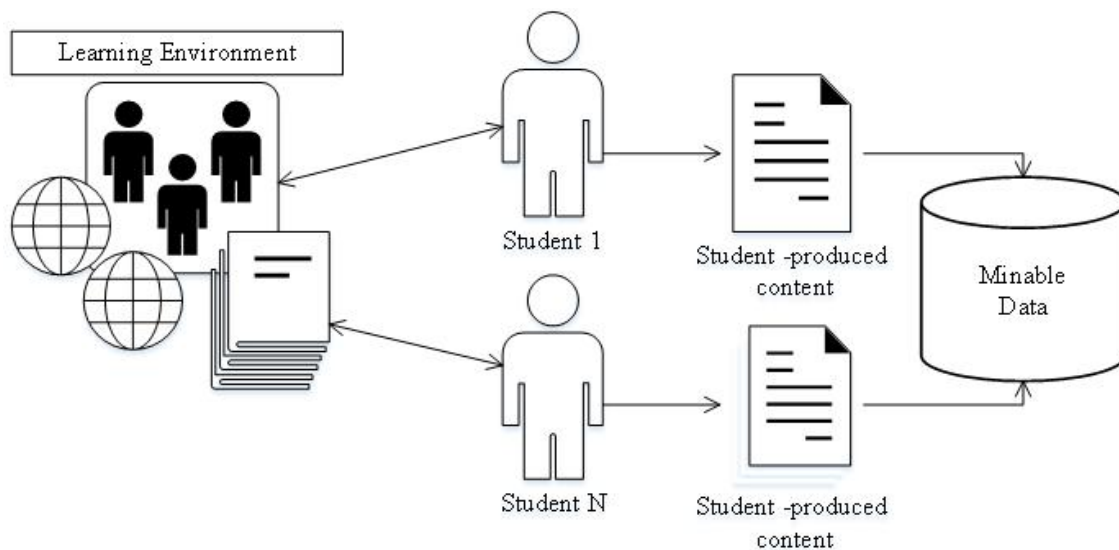 Learning Environment
Student 1
Student -produced
content
Minable
Data
Student N
Student -produced
content